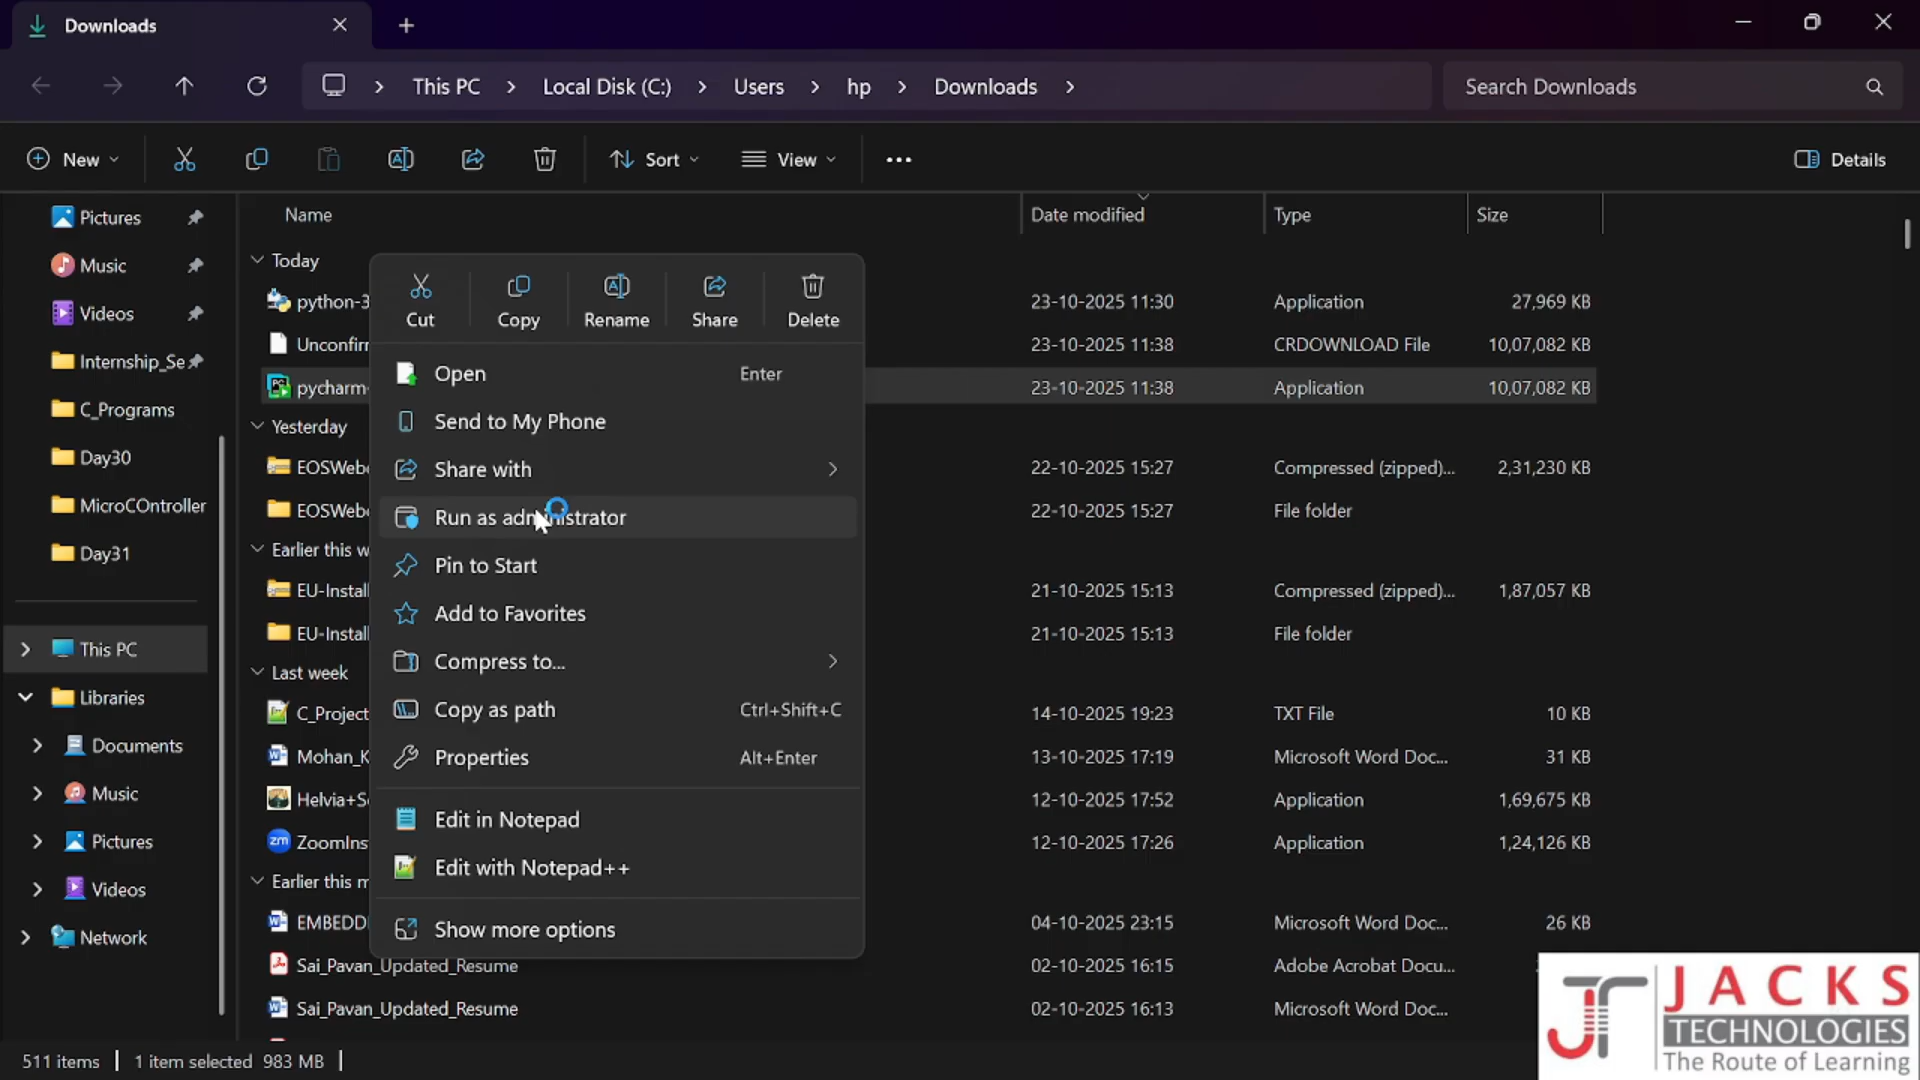 Downloads
This PC > Local Disk (C:) > Users > hp > Downloads >
Search Downloads
New
Sort
View
Details
Pictures
Music
Videos
Internship_Se
C_Programs
Day30
MicroCOntroller
Day31
This PC
Libraries
Documents
Music
Pictures
Videos
Network
Name Date modified Type Size
Today
python-3 23-10-2025 11:30 Application 27,969 KB
Unconfirm 23-10-2025 11:38 CRDOWNLOAD File 10,07,082 KB
pycharm- 23-10-2025 11:38 Application 10,07,082 KB
Yesterday
EOSWeb 22-10-2025 15:27 Compressed (zipped)... 2,31,230 KB
EOSWeb 22-10-2025 15:27 File folder
Earlier this w
EU-Instal 21-10-2025 15:13 Compressed (zipped)... 1,87,057 KB
EU-Instal 21-10-2025 15:13 File folder
Last week
C_Project 14-10-2025 19:23 TXT File 10 KB
Mohan_K 13-10-2025 17:19 Microsoft Word Doc... 31 KB
Helvia+S 12-10-2025 17:52 Application 1,69,675 KB
ZoomIns 12-10-2025 17:26 Application 1,24,126 KB
Earlier this m
EMBEDD 04-10-2025 23:15 Microsoft Word Doc... 26 KB
Sai_Pavan_Updated_Resume 02-10-2025 16:15 Adobe Acrobat Docu...
Sai_Pavan_Updated_Resume 02-10-2025 16:13 Microsoft Word Doc...
Cut Copy Rename Share Delete
Open Enter
Send to My Phone
Share with
Run as administrator
Pin to Start
Add to Favorites
Compress to...
Copy as path Ctrl+Shift+C
Properties Alt+Enter
Edit in Notepad
Edit with Notepad++
Show more options
511 items 1 item selected 983 MB
JACKS
TECHNOLOGIES
The Route of Learning